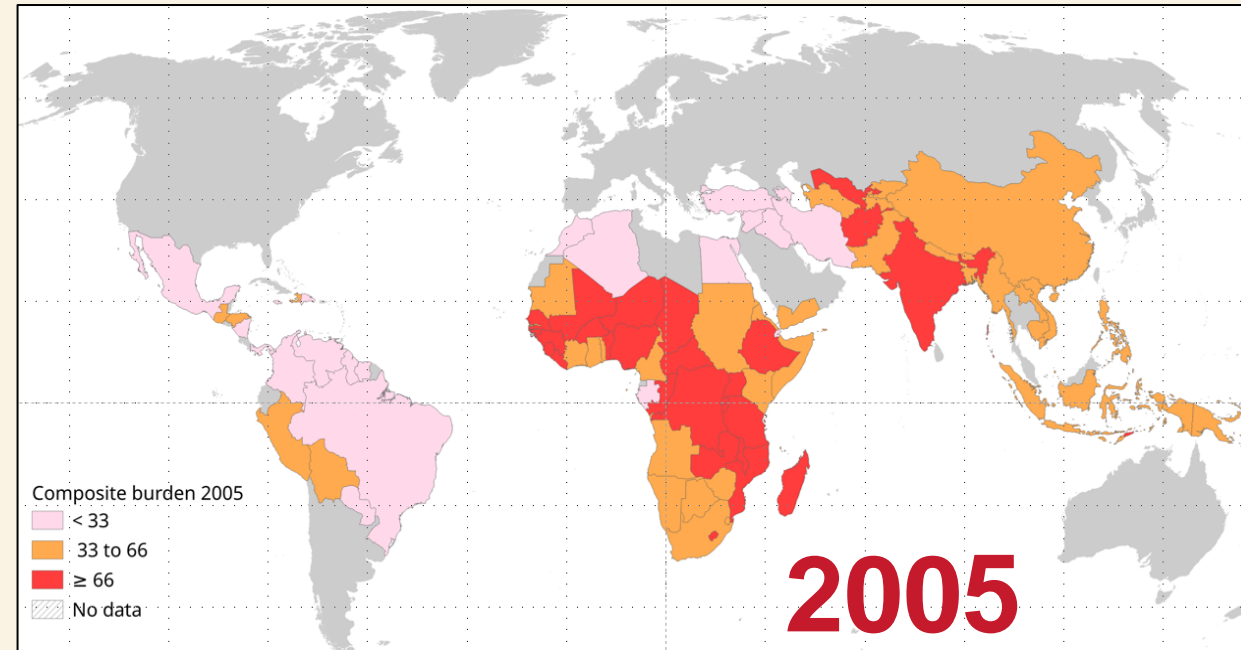 Composite burden 2005
< 33
33 to 66
≥ 66
No data
2005